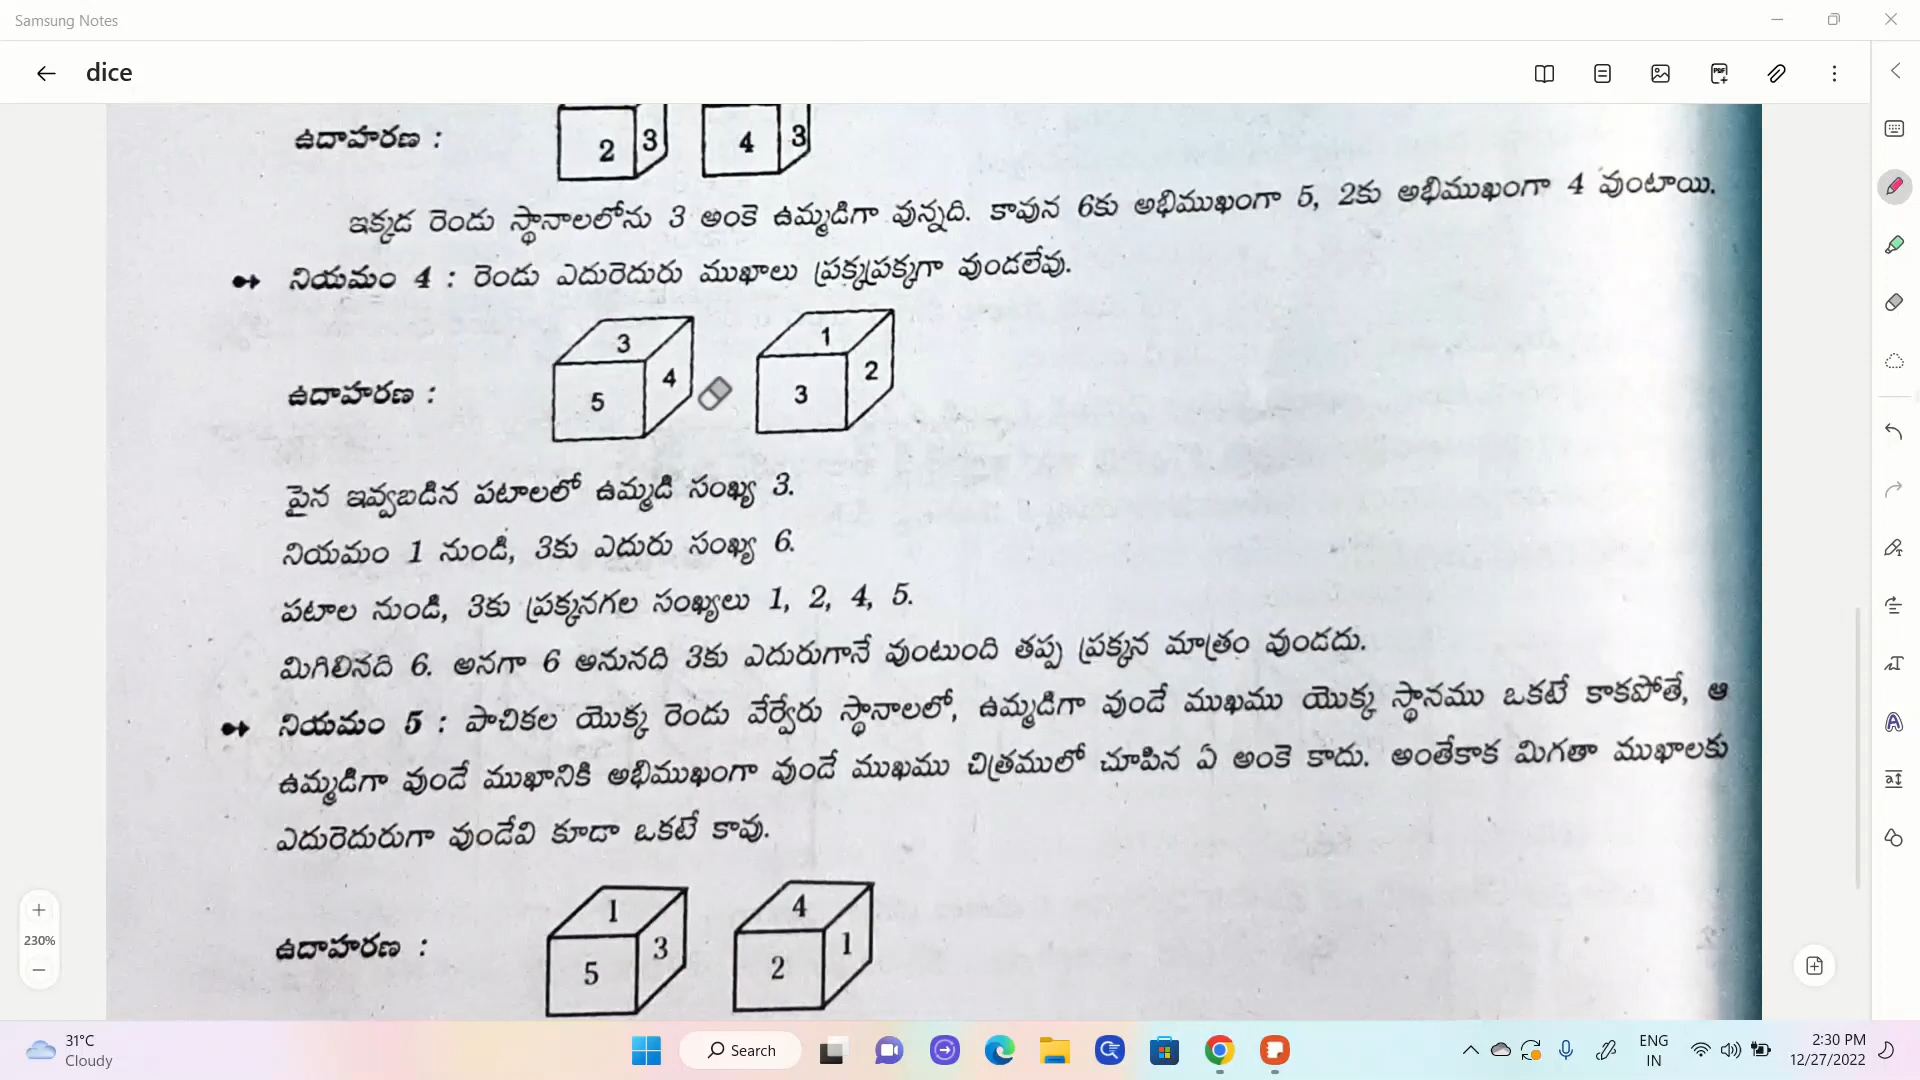 Samsung Notes
dice
ఉదాహరణ :
2 3 4 3
ఇక్కడ రెండు స్థానాలలోను 3 అంకె ఉమ్మడిగా వున్నది. కావున 6కు అభిముఖంగా 5, 2కు అభిముఖంగా 4 వుంటాయి.
నియమం 4 : రెండు ఎదురెదురు ముఖాలు ప్రక్కప్రక్కగా వుండలేవు.
3 1
ఉదాహరణ : 5 4 3 2
పైన ఇవ్వబడిన పటాలలో ఉమ్మడి సంఖ్య 3.
నియమం 1 నుండి, 3కు ఎదురు సంఖ్య 6.
పటాల నుండి, 3కు ప్రక్కనగల సంఖ్యలు 1, 2, 4, 5.
మిగిలినది 6. అనగా 6 అనునది 3కు ఎదురుగానే వుంటుంది తప్ప ప్రక్కన మాత్రం వుండదు.
నియమం 5 : పాచికల యొక్క రెండు వేర్వేరు స్థానాలలో, ఉమ్మడిగా వుండే ముఖము యొక్క స్థానము ఒకటే కాకపోతే, ఆ
ఉమ్మడిగా వుండే ముఖానికి అభిముఖంగా వుండే ముఖము చిత్రములో చూపిన ఏ అంకె కాదు. అంతేకాక మిగతా ముఖాలకు
ఎదురెదురుగా వుండేవి కూడా ఒకటే కావు.
1 4
ఉదాహరణ : 5 3 2 1
230%
31°C
Cloudy
Search
ENG
IN
2:30 PM
12/27/2022